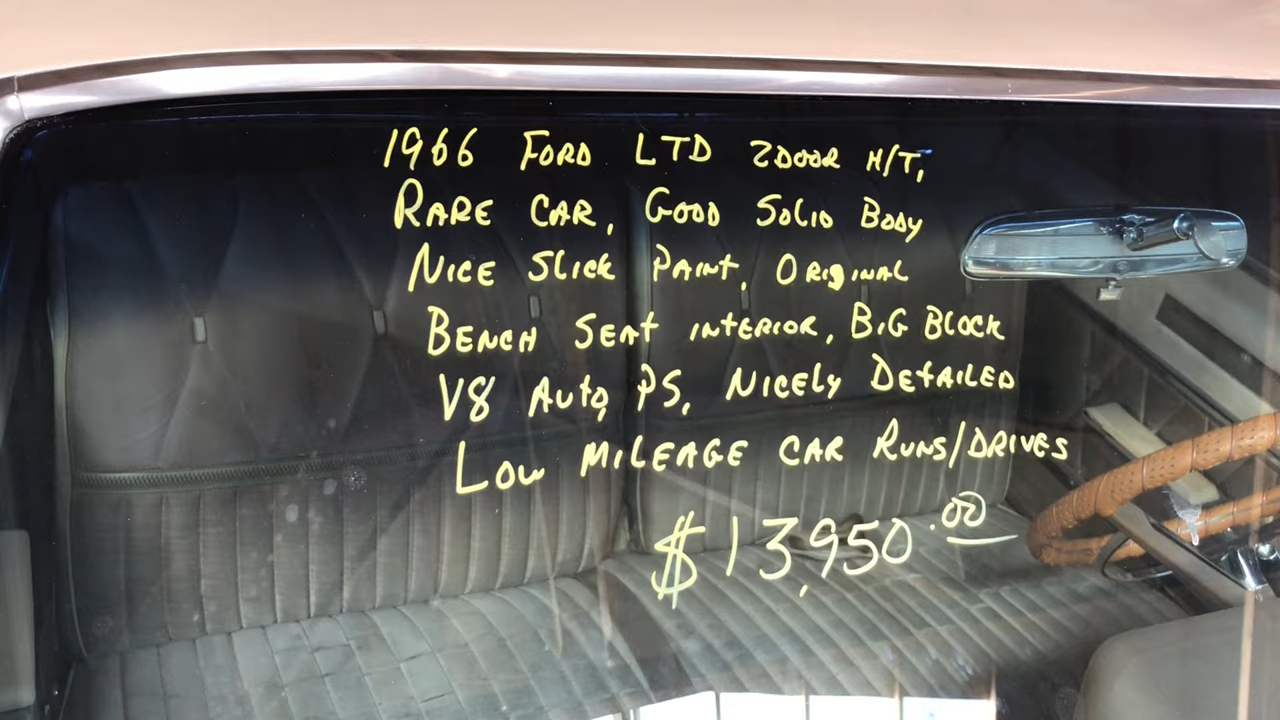 1966 FORD LTD 2DOOR H/T,
RARE CAR, GOOD SOLID BODY
NICE SLICK PAINT, ORIGINAL
BENCH SEAT INTERIOR, BIG BLOCK
V8 AUTO, PS, NICELY DETAILED
LOW MILEAGE CAR RUNS/DRIVES
$13,950.00